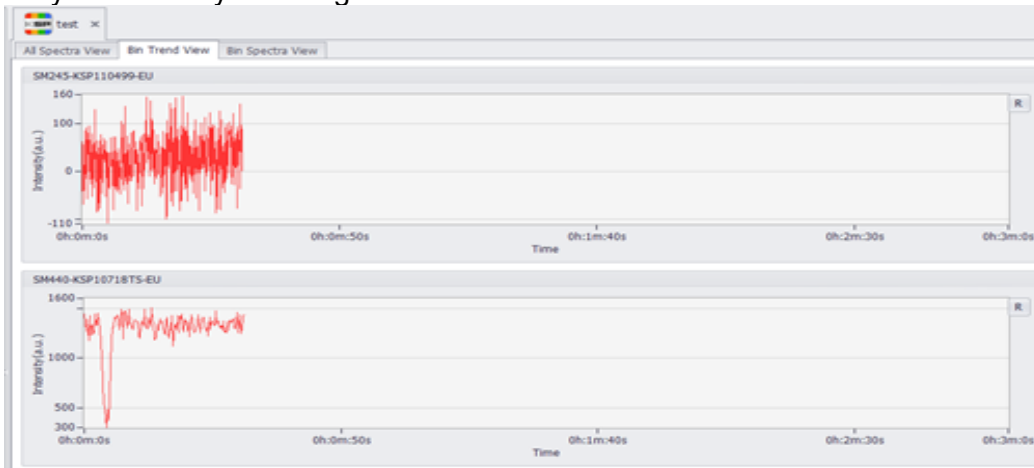 test ×
All Spectra View Bin Trend View Bin Spectra View
SM245-KSP110499-EU
R
160
100
0
-110
Intensity(a.u.)
0h:0m:0s 0h:0m:50s 0h:1m:40s 0h:2m:30s 0h:3m:0s
Time
SM440-KSP10718TS-EU
R
1600
1000
500
300
Intensity(a.u.)
0h:0m:0s 0h:0m:50s 0h:1m:40s 0h:2m:30s 0h:3m:0s
Time